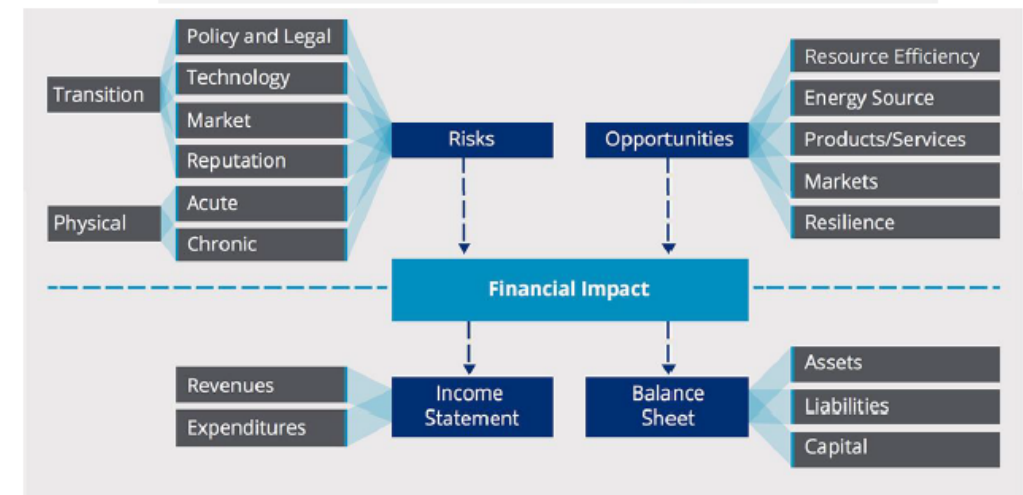 Policy and Legal
Technology
Transition
Market
Reputation
Acute
Physical
Chronic
Risks
Opportunities
Resource Efficiency
Energy Source
Products/Services
Markets
Resilience
Financial Impact
Revenues
Expenditures
Income
Statement
Balance
Sheet
Assets
Liabilities
Capital